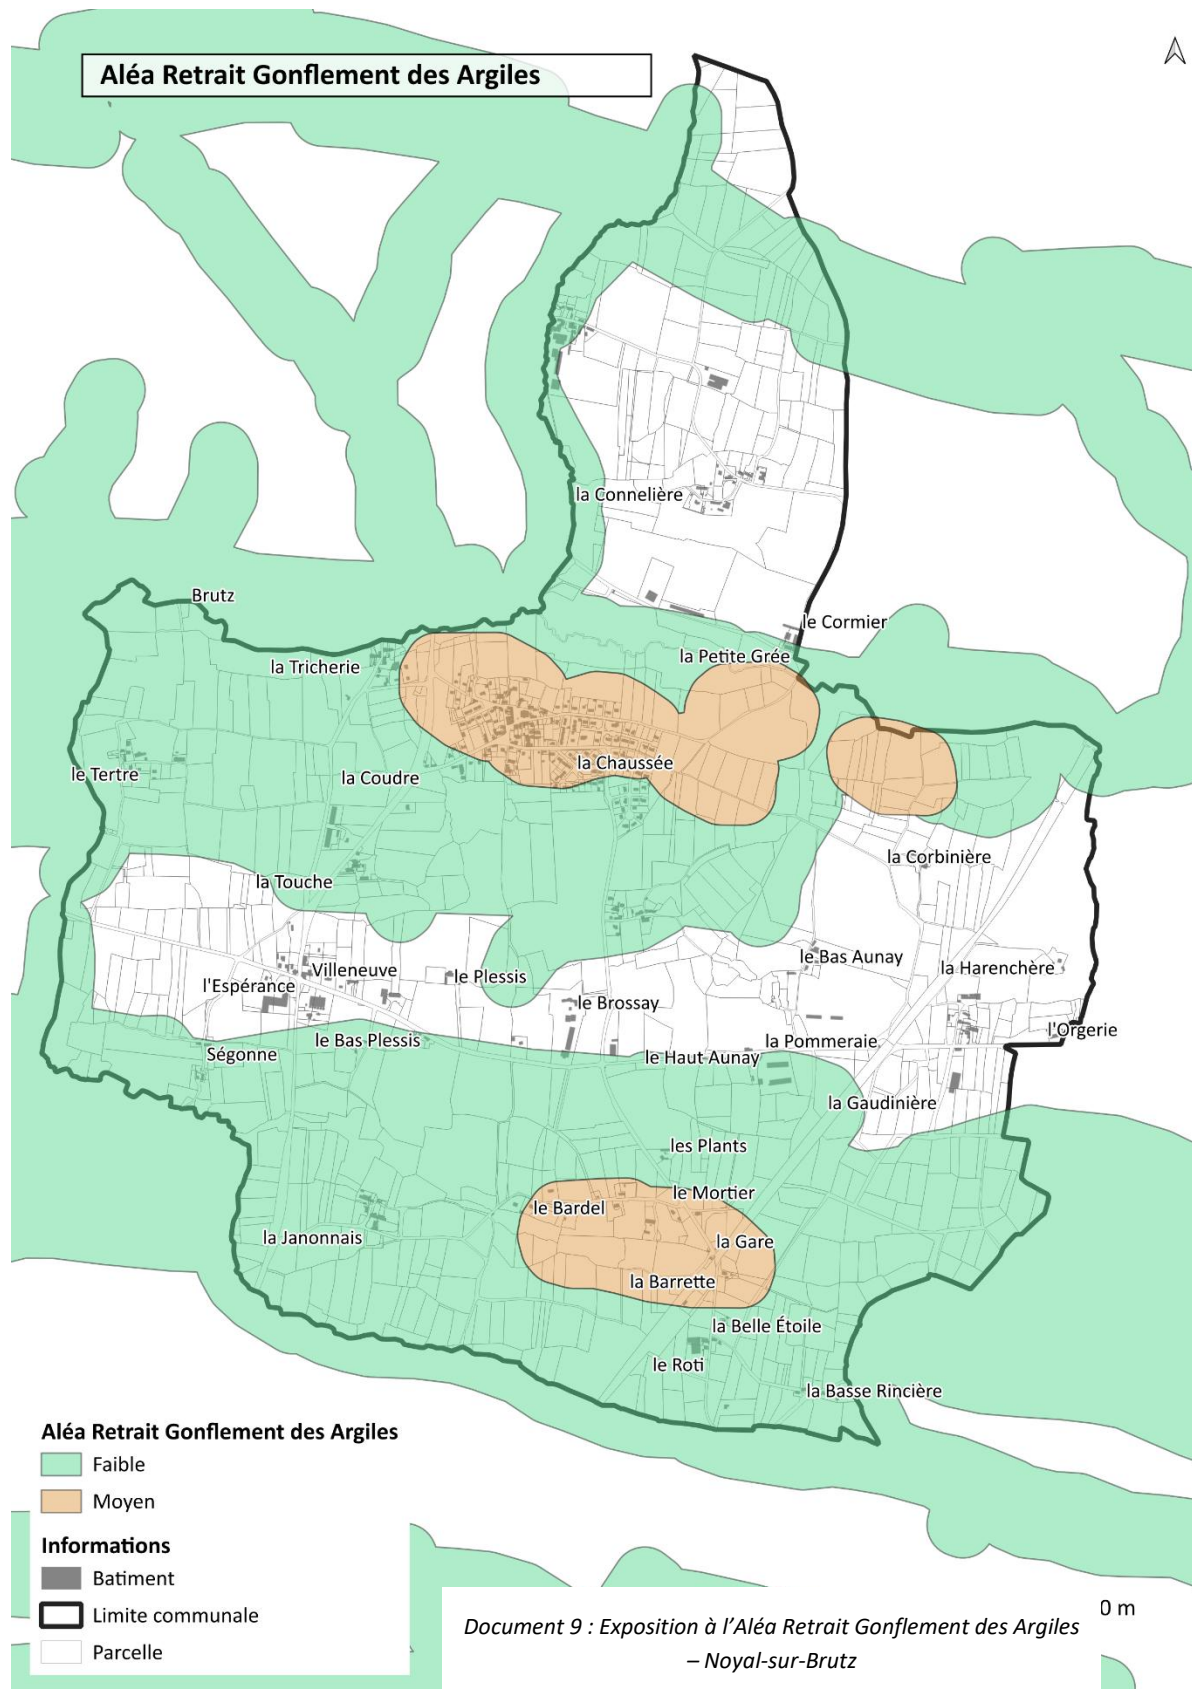 Aléa Retrait Gonflement des Argiles
la Connelière
Brutz
le Cormier
la Tricherie
la Petite Grée
le Tertre
la Coudre
la Chaussée
la Corbinière
la Touche
le Bas Aunay
la Harenchère
Villeneuve
le Plessis
l'Espérance
le Brossay
l'Orgerie
le Bas Plessis
la Pommeraie
Ségonne
le Haut Aunay
la Gaudinière
les Plants
le Mortier
le Bardel
la Janonnais
la Gare
la Barrette
la Belle Étoile
le Roti
la Basse Rincière
Aléa Retrait Gonflement des Argiles
Faible
Moyen
Informations
Batiment
Limite communale
Parcelle
0 m
Document 9 : Exposition à l'Aléa Retrait Gonflement des Argiles
– Noyal-sur-Brutz